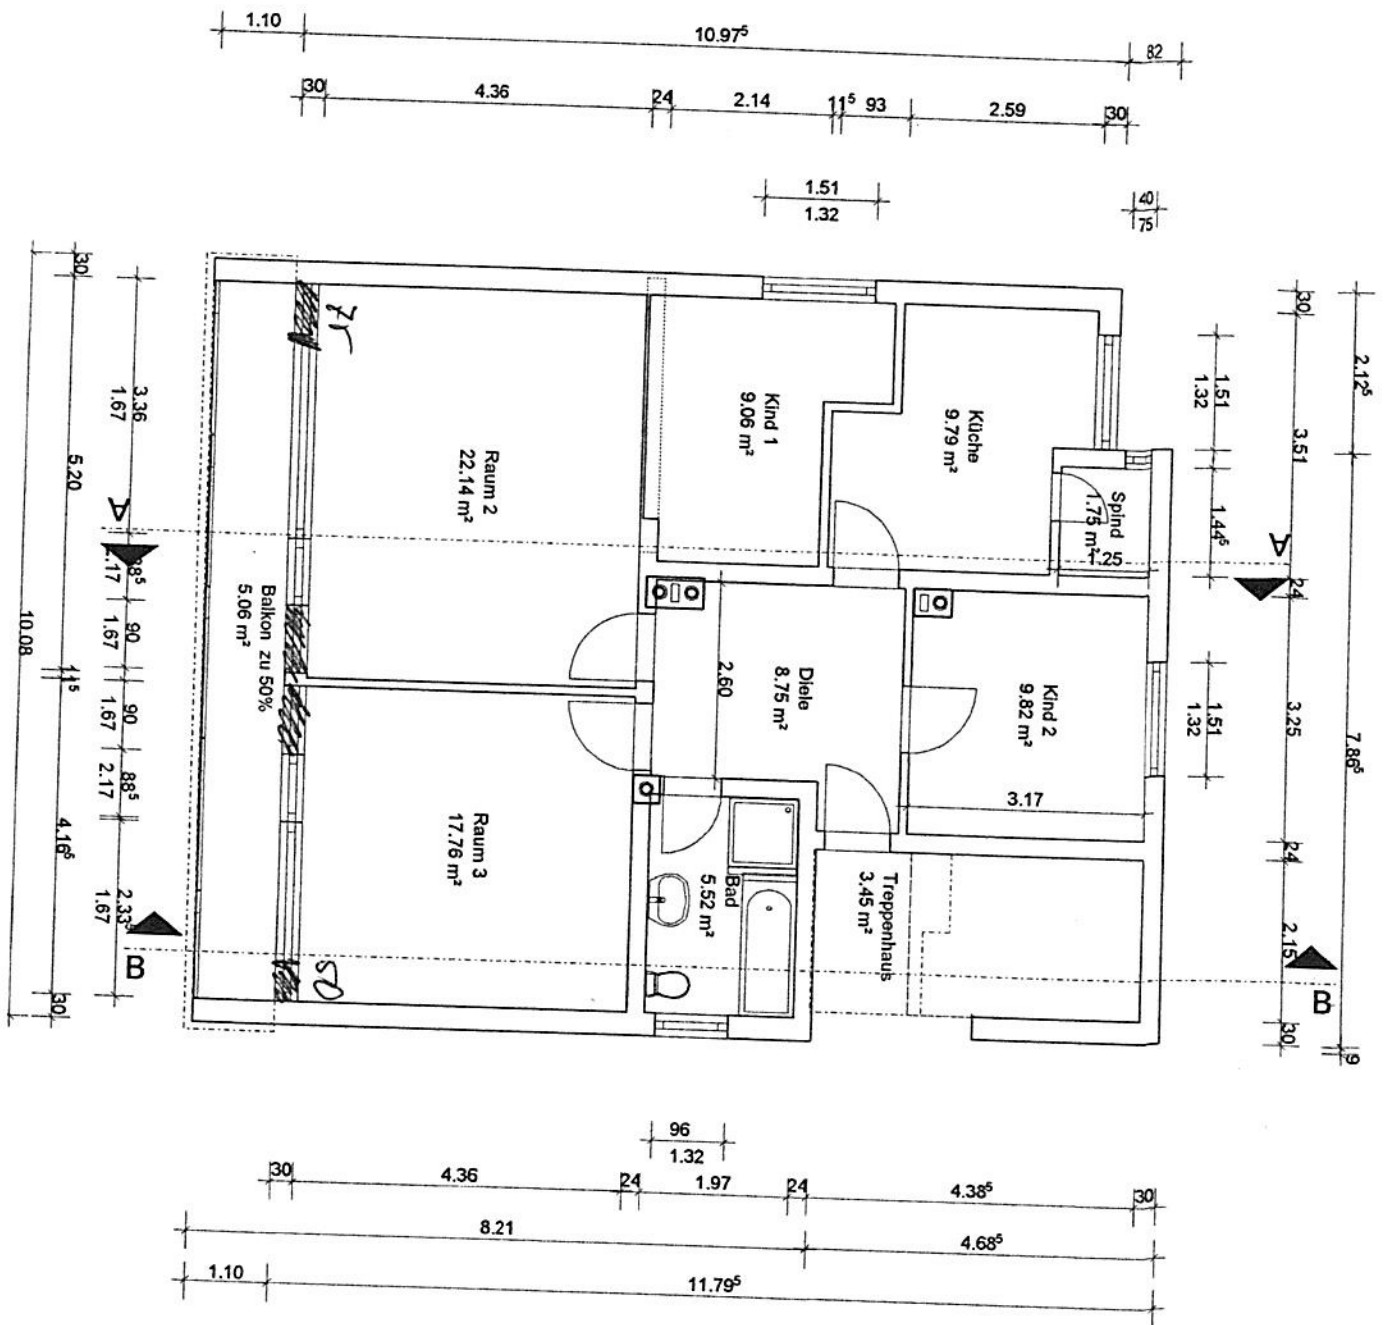 1.10
10.97⁵
82
30
4.36
24
2.14
11⁵
93
2.59
30
1.51
1.32
40
75
30
5.20
11⁵
4.16⁵
30
10.08
3.36
1.67
88⁵
2.17
90
1.67
90
1.67
88⁵
2.17
2.33⁵
1.67
A
A
B
B
30
3.51
24
3.25
24
2.15
30
2.12⁵
7.86⁵
9
1.51
1.32
1.44⁵
1.51
1.32
Raum 2
22.14 m²
Kind 1
9.06 m²
Küche
9.79 m²
Spind
1.75 m²
1.25
Balkon zu 50%
5.06 m²
Diele
8.75 m²
2.60
Kind 2
9.82 m²
3.17
Raum 3
17.76 m²
Bad
5.52 m²
Treppenhaus
3.45 m²
96
1.32
30
4.36
24
1.97
24
4.38⁵
30
8.21
4.68⁵
1.10
11.79⁵